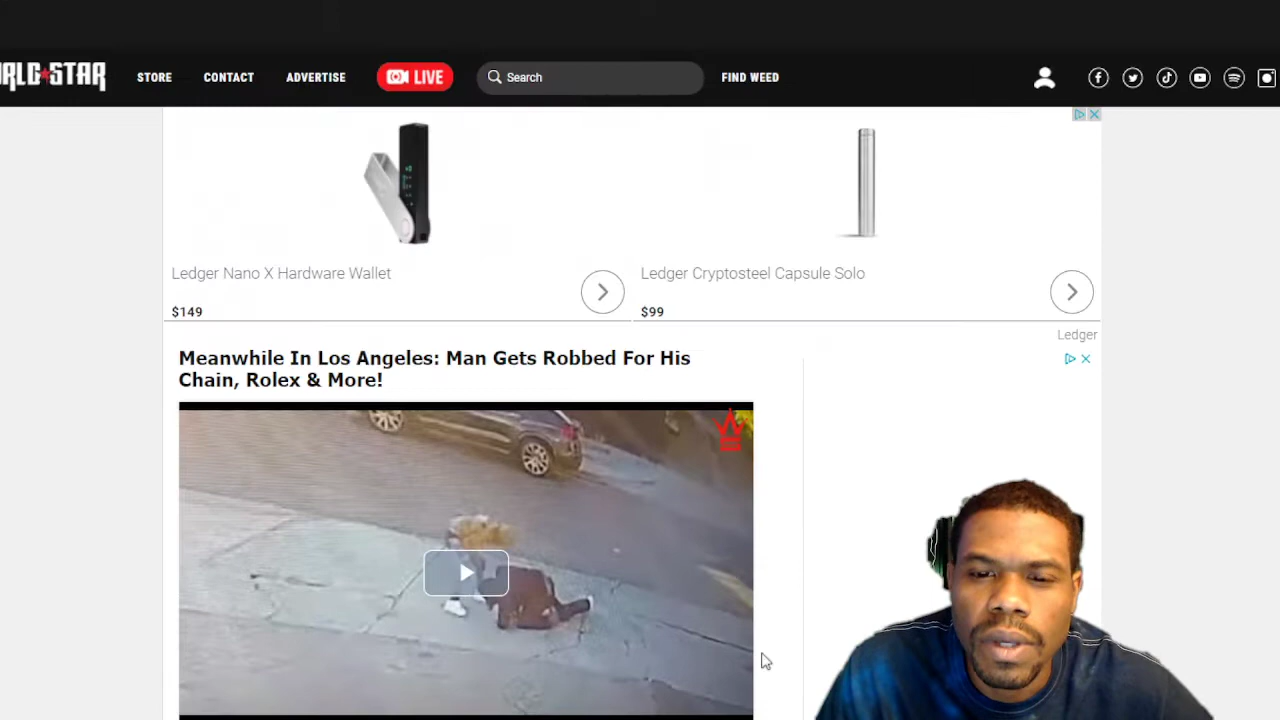 STORE
CONTACT
ADVERTISE
LIVE
Search
FIND WEED
Ledger Nano X Hardware Wallet
$149
Ledger Cryptosteel Capsule Solo
$99
Ledger
Meanwhile In Los Angeles: Man Gets Robbed For His
Chain, Rolex & More!